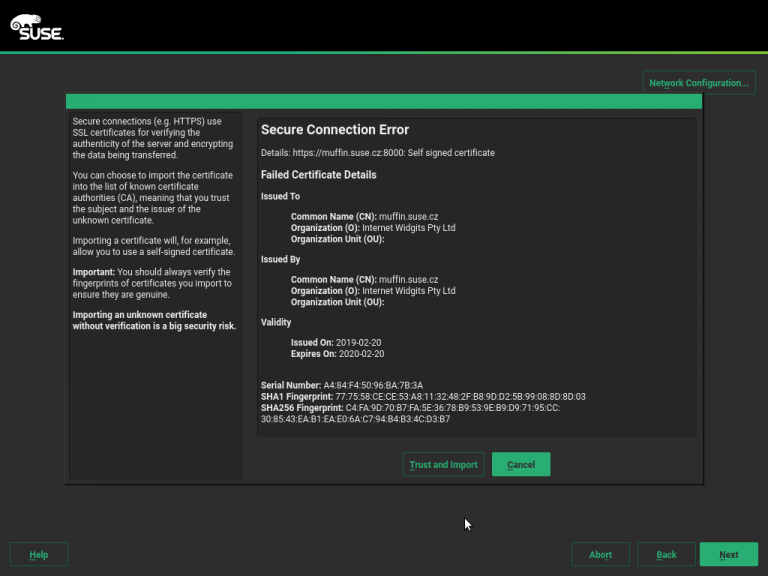 SUSE
Network Configuration...
Secure connections (e.g. HTTPS) use
SSL certificates for verifying the
authenticity of the server and encrypting
the data being transferred.
You can choose to import the certificate
into the list of known certificate
authorities (CA), meaning that you trust
the subject and the issuer of the
unknown certificate.
Importing a certificate will, for example,
allow you to use a self-signed certificate.
Important: You should always verify the
fingerprints of certificates you import to
ensure they are genuine.
Importing an unknown certificate
without verification is a big security risk.
Secure Connection Error
Details: https://muffin.suse.cz:8000: Self signed certificate
Failed Certificate Details
Issued To
Common Name (CN): muffin.suse.cz
Organization (O): Internet Widgits Pty Ltd
Organization Unit (OU):
Issued By
Common Name (CN): muffin.suse.cz
Organization (O): Internet Widgits Pty Ltd
Organization Unit (OU):
Validity
Issued On: 2019-02-20
Expires On: 2020-02-20
Serial Number: A4:84:F4:50:96:BA:7B:3A
SHA1 Fingerprint: 77:75:58:CE:CE:53:A8:11:32:48:2F:B8:9D:D2:5B:99:08:8D:8D:03
SHA256 Fingerprint: C4:FA:9D:70:B7:FA:5E:36:78:B9:53:9E:B9:D9:71:95:CC:
30:85:43:EA:B1:EA:E0:6A:C7:94:B4:B3:4C:D3:B7
Trust and Import
Cancel
Help
Abort
Back
Next